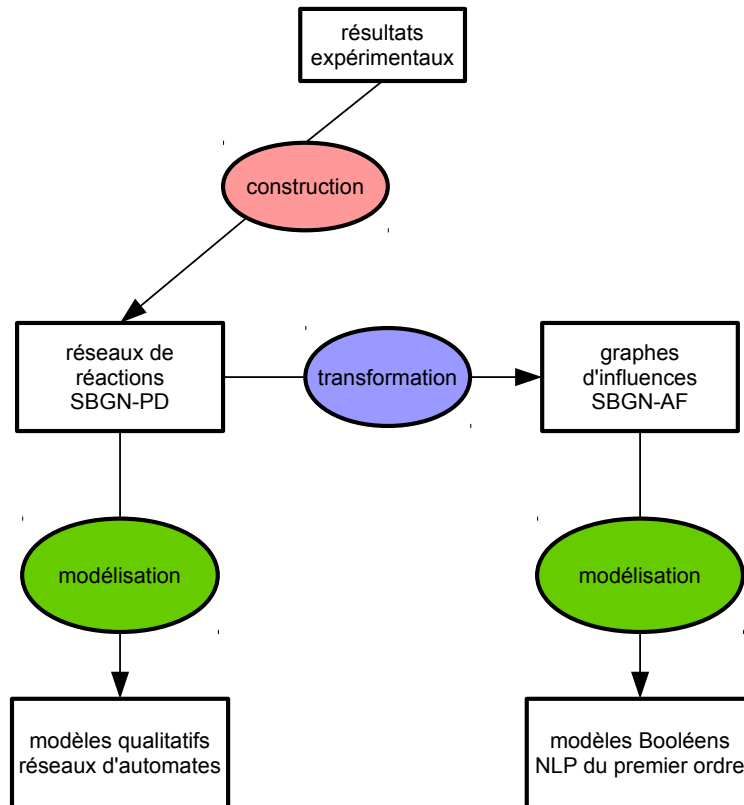 résultats
expérimentaux
construction
réseaux de
réactions
SBGN-PD
transformation
graphes
d'influences
SBGN-AF
modélisation
modélisation
modèles qualitatifs
réseaux d'automates
modèles Booléens
NLP du premier ordre